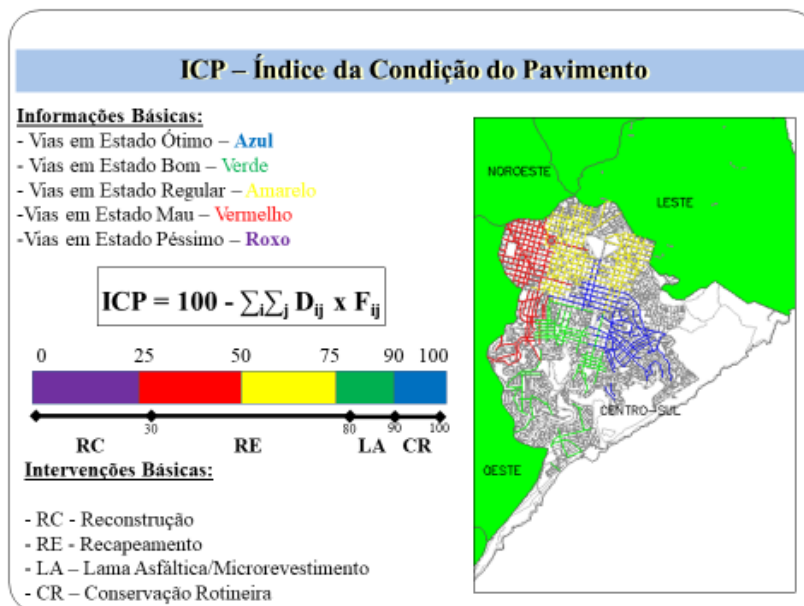 ICP – Índice da Condição do Pavimento
Informações Básicas:
- Vias em Estado Ótimo – Azul
- Vias em Estado Bom – Verde
- Vias em Estado Regular – Amarelo
-Vias em Estado Mau – Vermelho
-Vias em Estado Péssimo – Roxo
ICP = 100 - ∑i∑j Dij x Fij
0 25 50 75 90 100
30 80 90 100
RC RE LA CR
Intervenções Básicas:
- RC - Reconstrução
- RE - Recapeamento
- LA – Lama Asfáltica/Microrevestimento
- CR – Conservação Rotineira
NOROESTE
LESTE
CENTRO-SUL
OESTE